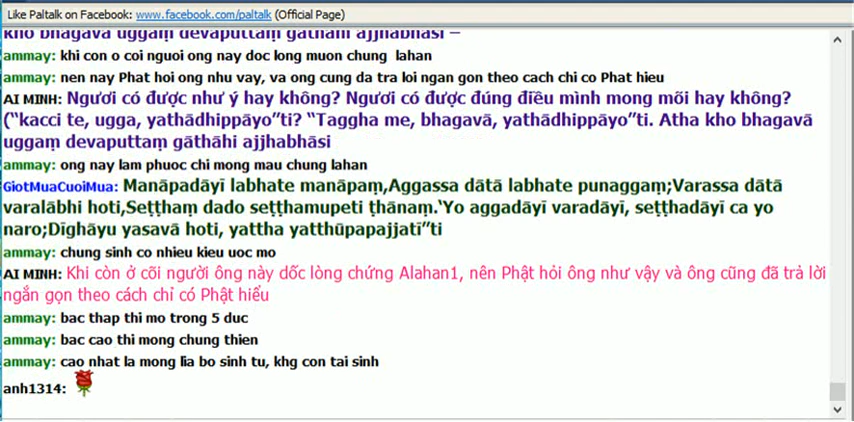 Like Paltalk on Facebook: www.facebook.com/paltalk (Official Page)
kho bhagavā uggaṃ devaputtaṃ gāthāhi ajjhabhāsi –
ammay: khi con o coi nguoi ong nay doc long muon chung lahan
ammay: nen nay Phat hoi ong nhu vay, va ong cung da tra loi ngan gon theo cach chi co Phat hieu
AI MINH: Ngươi có được như ý hay không? Ngươi có được đúng điều mình mong mõi hay không?
(“kacci te, ugga, yathādhippāyo”ti? “Taggha me, bhagavā, yathādhippāyo”ti. Atha kho bhagavā
uggaṃ devaputtaṃ gāthāhi ajjhabhāsi
ammay: ong nay lam phuoc chi mong mau chung lahan
GiotMuaCuoiMua: Manāpadāyī labhate manāpaṃ,Aggassa dātā labhate punaggaṃ;Varassa dātā
varalābhi hoti,Seṭṭhaṃ dado seṭṭhamupeti ṭhānaṃ.‘Yo aggadāyī varadāyī, seṭṭhadāyī ca yo
naro;Dīghāyu yasavā hoti, yattha yatthūpapajjatī”ti
ammay: chung sinh co nhieu kieu uoc mo
AI MINH: Khi còn ở cõi người ông này dốc lòng chứng Alahan1, nên Phật hỏi ông như vậy và ông cũng đã trả lời
ngắn gọn theo cách chỉ có Phật hiểu
ammay: bac thap thi mo trong 5 duc
ammay: bac cao thi mong chung thien
ammay: cao nhat la mong lia bo sinh tu, khg con tai sinh
anh1314: